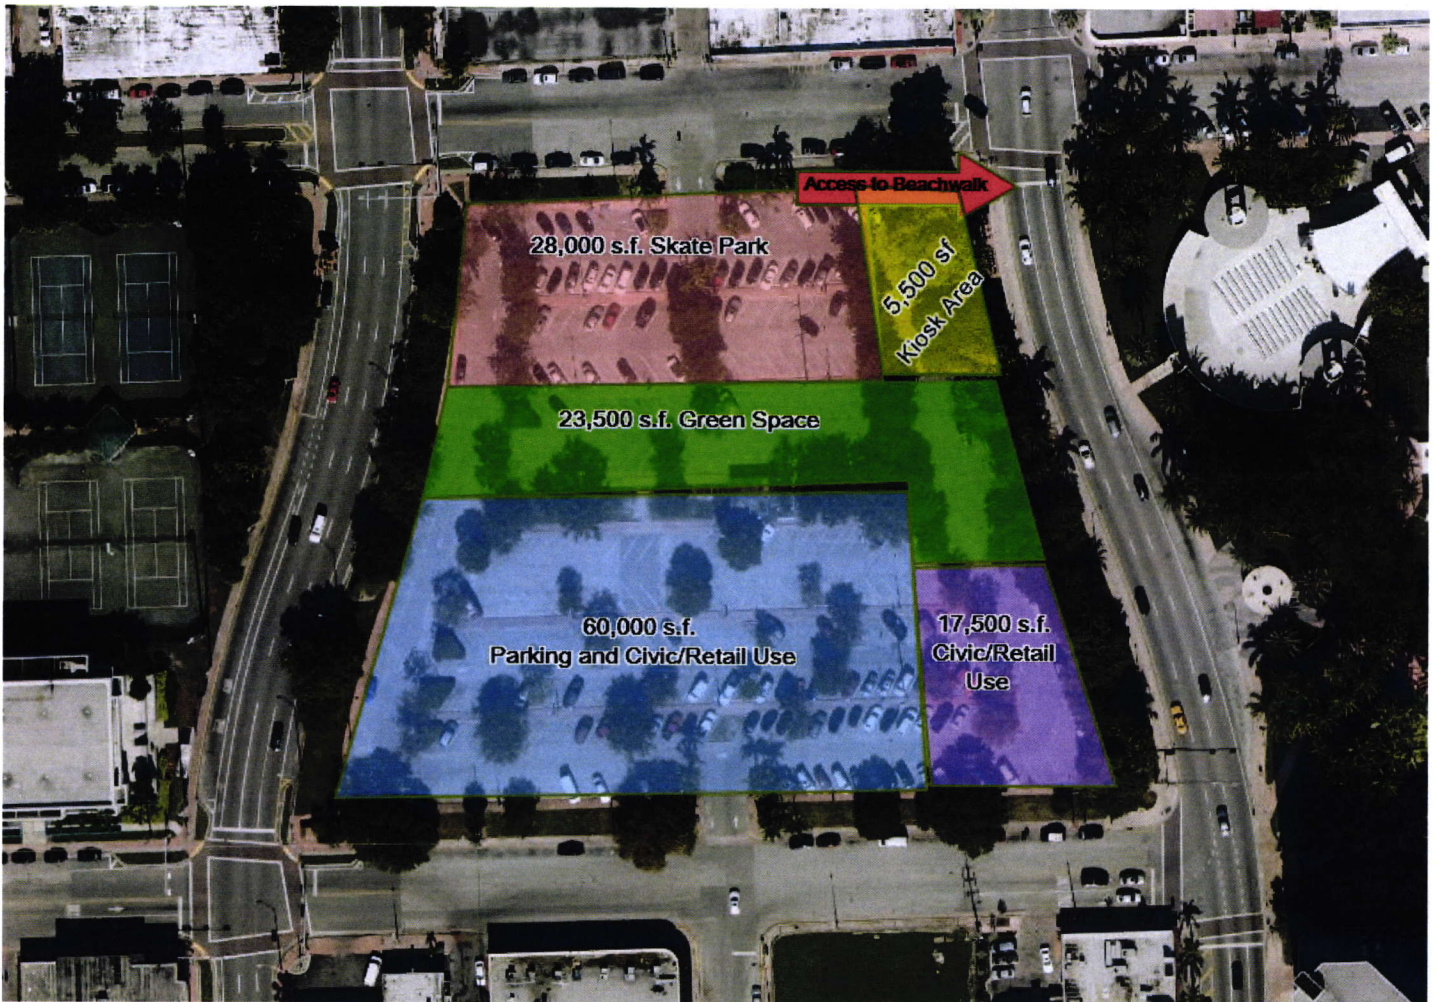 Access to Beachwalk
28,000 s.f. Skate Park
5,500 sf
Kiosk Area
23,500 s.f. Green Space
60,000 s.f.
Parking and Civic/Retail Use
17,500 s.f.
Civic/Retail
Use